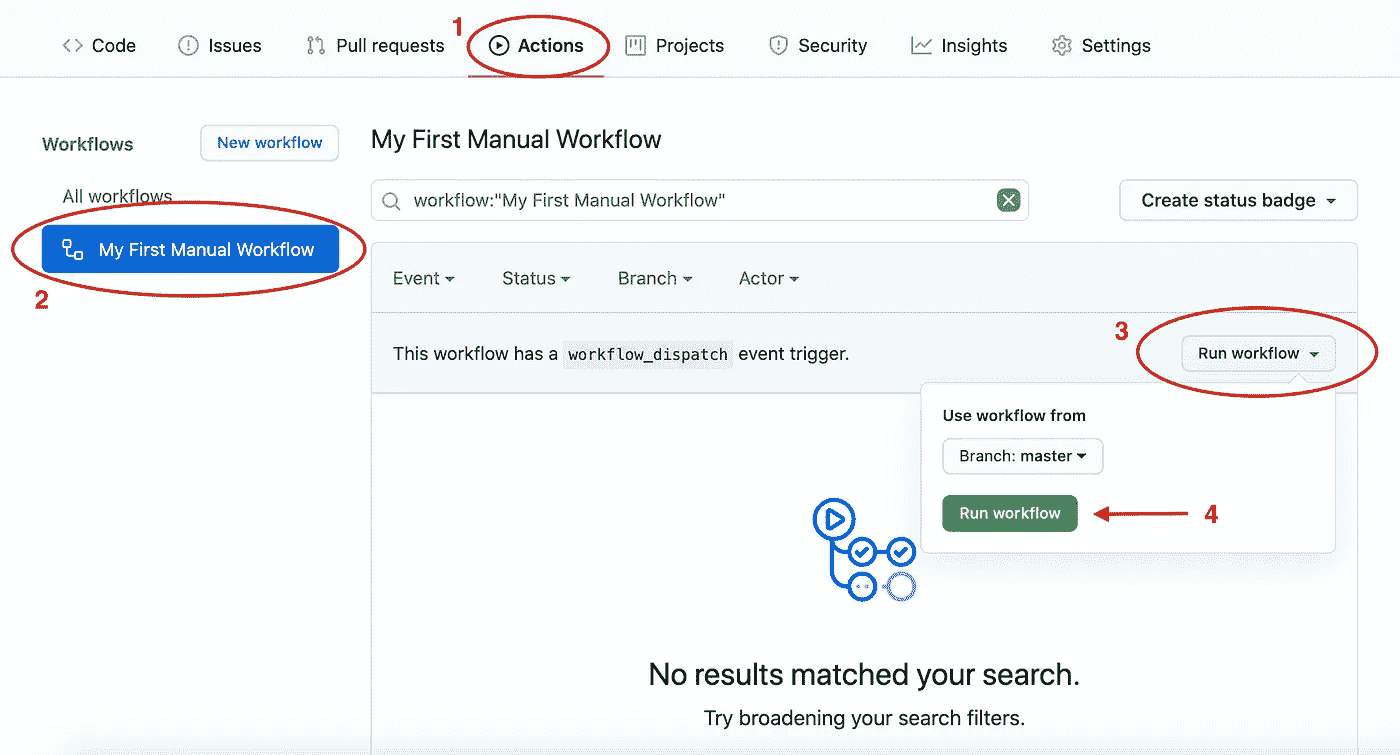 1
Code Issues Pull requests Actions Projects Security Insights Settings
Workflows New workflow
My First Manual Workflow
All workflows
workflow:"My First Manual Workflow"
Create status badge
My First Manual Workflow
2
Event Status Branch Actor
3
This workflow has a workflow_dispatch event trigger.
Run workflow
Use workflow from
Branch: master
Run workflow
4
No results matched your search.
Try broadening your search filters.